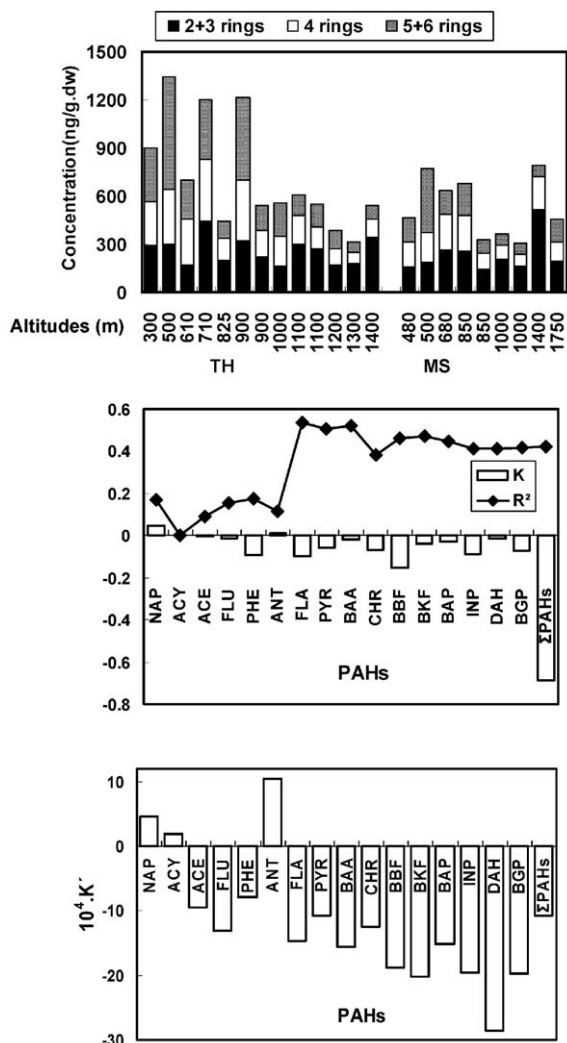 2+3 rings 4 rings 5+6 rings
1500
1200
900
600
300
0
Concentration(ng/g.dw)
Altitudes (m)
300 500 610 710 825 900 900 1000 1100 1100 1200 1300 1400 480 500 680 850 850 1000 1000 1400 1750
TH MS
0.6
0.4
0.2
0
-0.2
-0.4
-0.6
-0.8
K
R²
NAP ACY ACE FLU PHE ANT FLA PYR BAA CHR BBF BKF BAP INP DAH BGP ΣPAHs
PAHs
10
0
-10
-20
-30
10⁴.K´
NAP ACY ACE FLU PHE ANT FLA PYR BAA CHR BBF BKF BAP INP DAH BGP ΣPAHs
PAHs